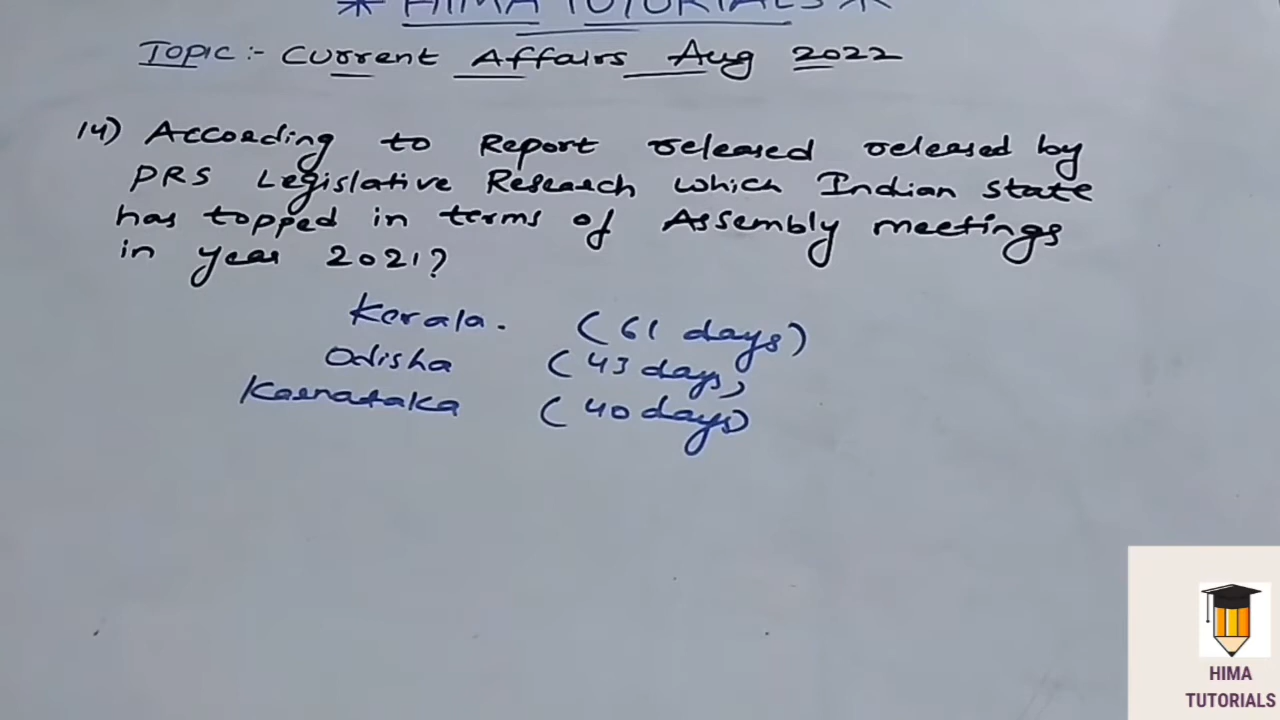 * HIMA TUTORIALS *
Topic:- Current Affairs Aug 2022
14) According to Report released released by
PRS Legislative Research which Indian state
has topped in terms of Assembly meetings
in year 2021?
Kerala. (61 days)
Odisha (43 days)
Karnataka (40 days)
HIMA
TUTORIALS